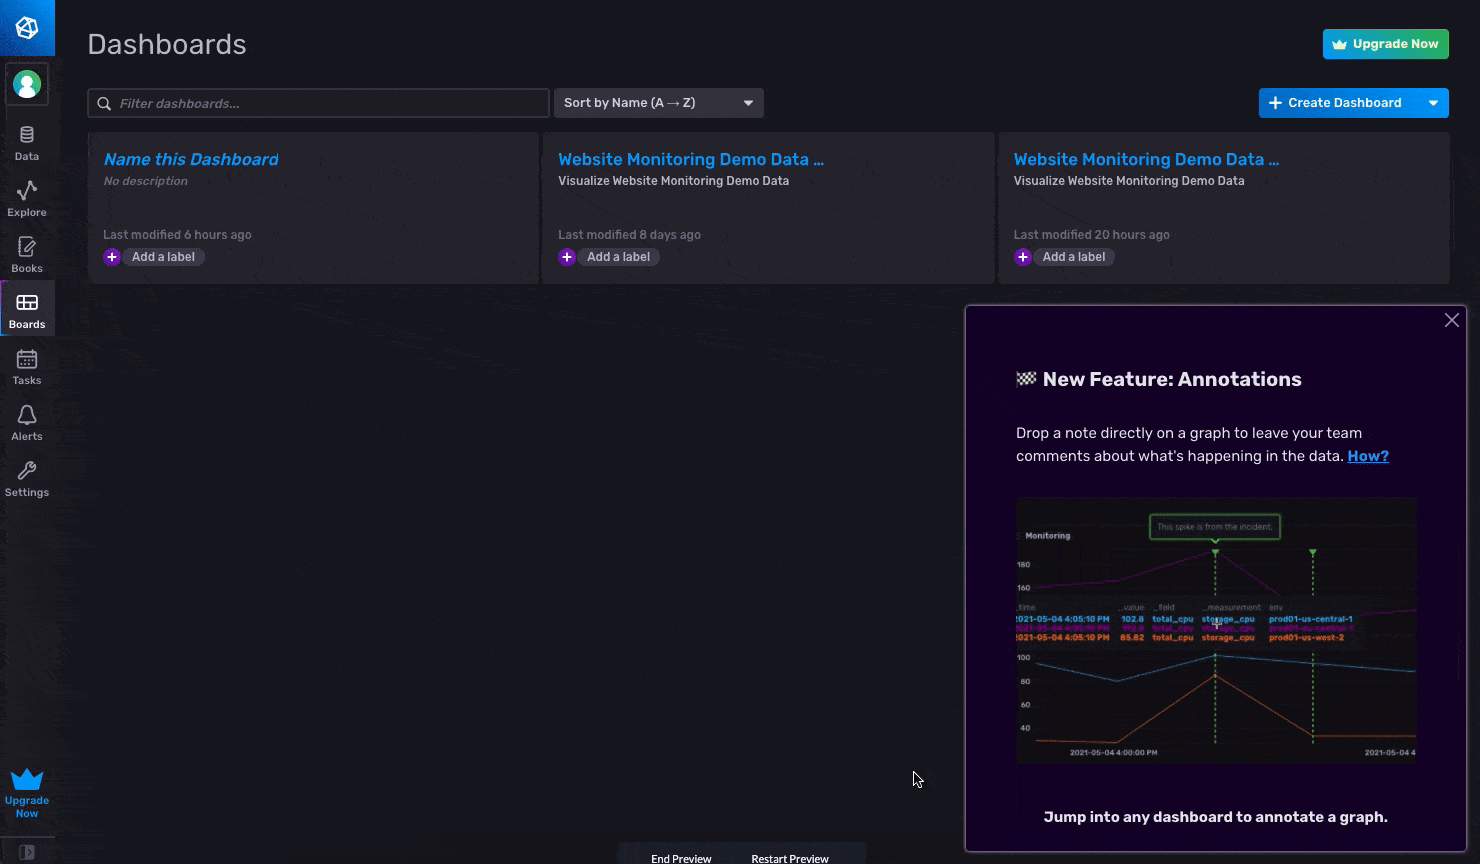 Dashboards
Upgrade Now
Filter dashboards...
Sort by Name (A → Z)
Create Dashboard
Data
Explore
Books
Boards
Tasks
Alerts
Settings
Upgrade
Now
Name this Dashboard
No description
Last modified 6 hours ago
Add a label
Website Monitoring Demo Data ...
Visualize Website Monitoring Demo Data
Last modified 8 days ago
Add a label
Website Monitoring Demo Data ...
Visualize Website Monitoring Demo Data
Last modified 20 hours ago
Add a label
New Feature: Annotations
Drop a note directly on a graph to leave your team
comments about what's happening in the data. How?
This spike is from the incident.
Monitoring
180
160
_time _value _field _measurement env
2021-05-04 4:05:10 PM 102.8 total_cpu storage_cpu prod01-us-central-1
2021-05-04 4:05:10 PM 85.82 total_cpu storage_cpu prod01-us-west-2
100
80
60
40
2021-05-04 4:00:00 PM 2021-05-04 4
Jump into any dashboard to annotate a graph.
End Preview Restart Preview